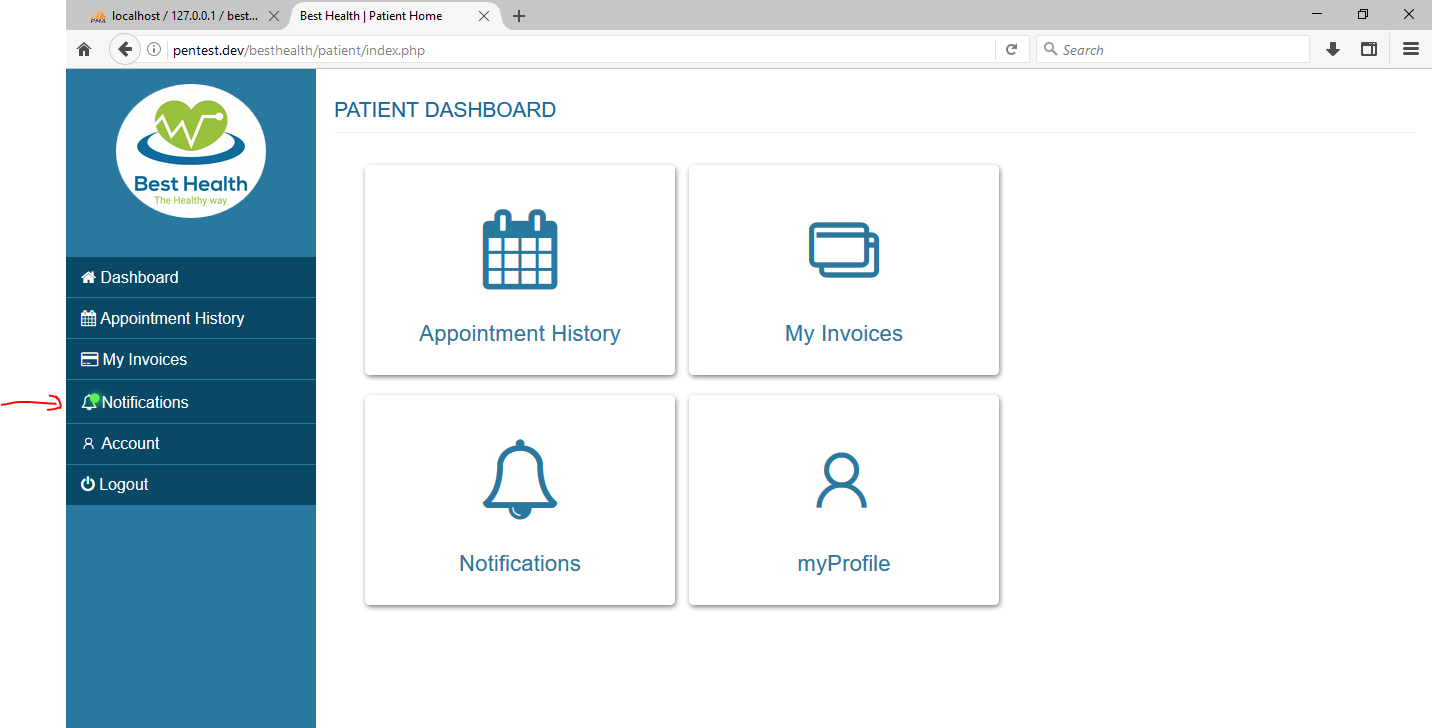 PMA localhost / 127.0.0.1 / best...
Best Health | Patient Home
pentest.dev/besthealth/patient/index.php
Search
Best Health
The Healthy way
Dashboard
Appointment History
My Invoices
Notifications
Account
Logout
PATIENT DASHBOARD
Appointment History
My Invoices
Notifications
myProfile